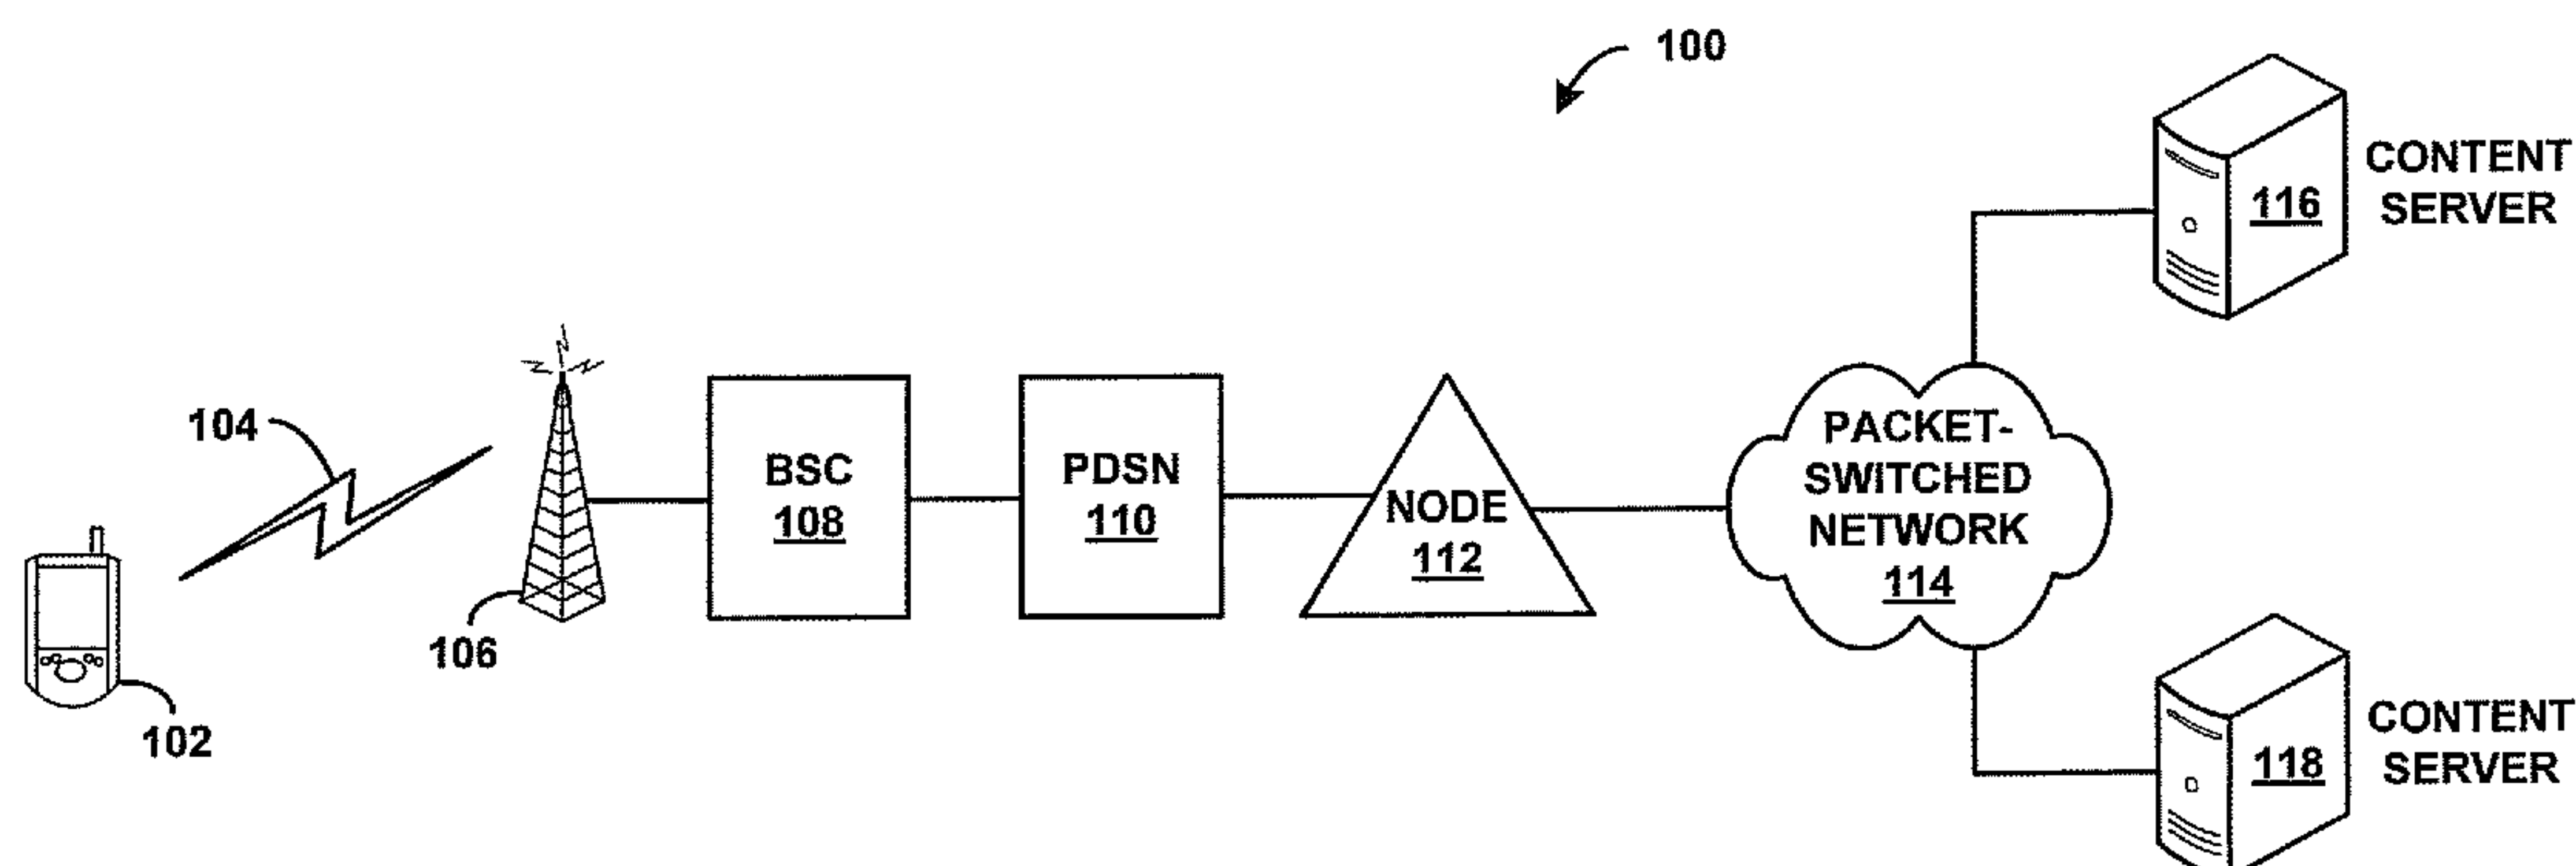 100
CONTENT
SERVER
116
104
106
102
BSC
108
PDSN
110
NODE
112
PACKET-
SWITCHED
NETWORK
114
CONTENT
SERVER
118